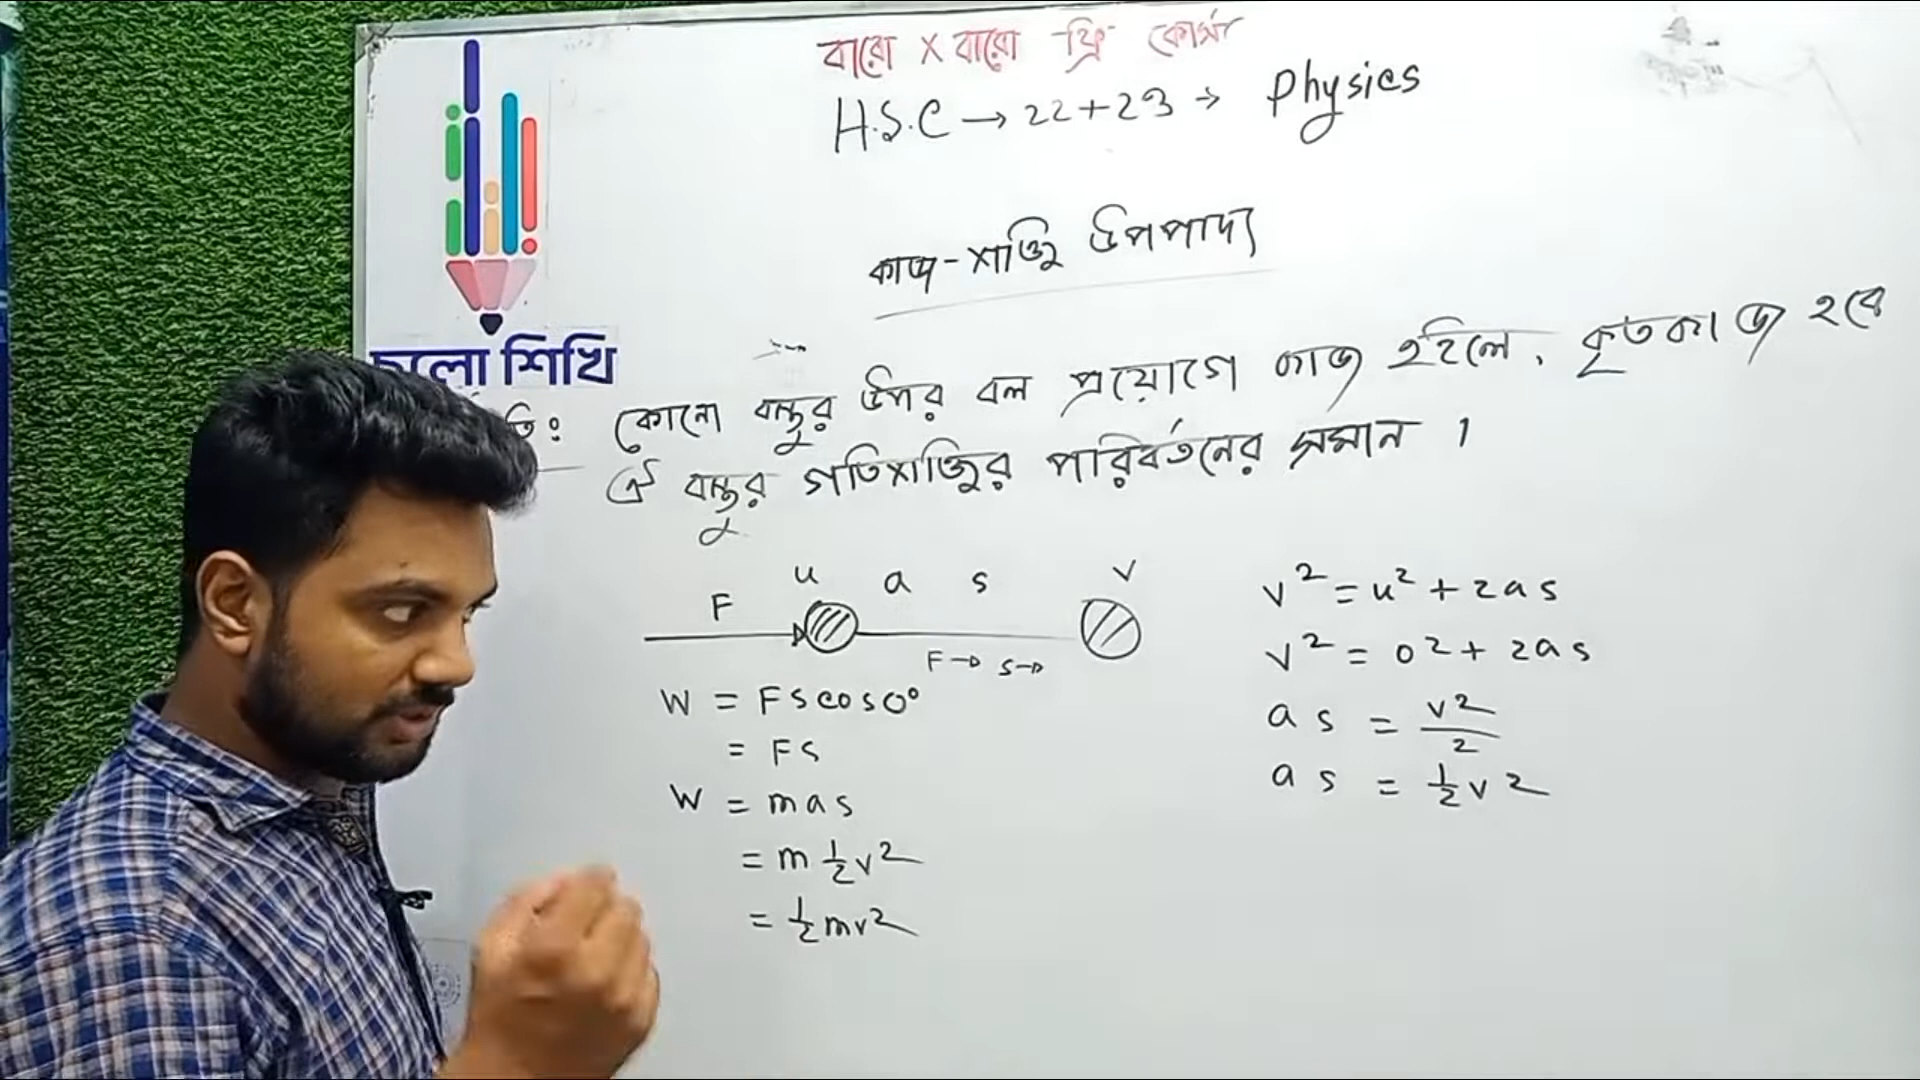 বারো X বারো ফ্রি কোর্স
H.S.C → 22+23 → Physics
কাজ-শক্তি উপপাদ্য
চলো শিখি
তি: কোনো বস্তুর উপর বল প্রয়োগে কাজ হইলে, কৃতকাজ হবে
ঐ বস্তুর গতিশক্তির পরিবর্তনের সমান ।
F u a s v
F→ s→
W = Fscos0°
= Fs
W = mas
= m ½v²
= ½mv²
v² = u² + 2as
v² = 0² + 2as
as = v²/2
as = ½v²